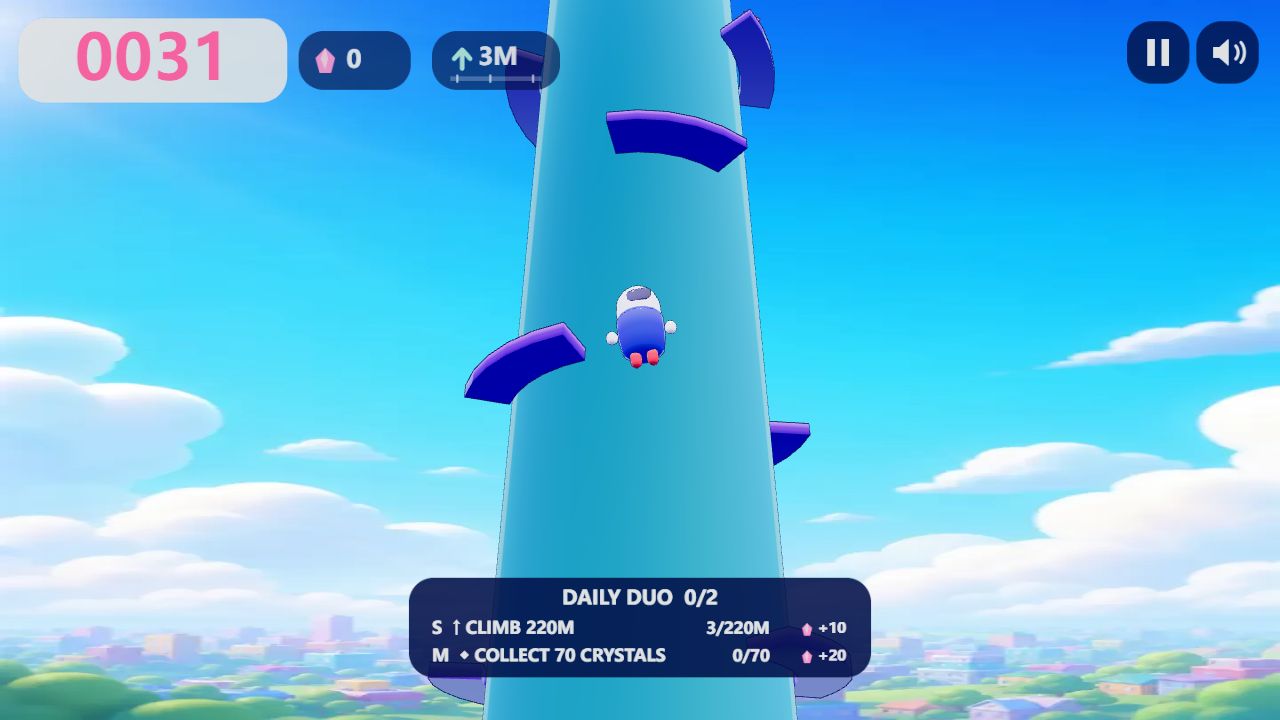 0031
0
↑ 3M
DAILY DUO 0/2
S ↑ CLIMB 220M 3/220M +10
M ◆ COLLECT 70 CRYSTALS 0/70 +20